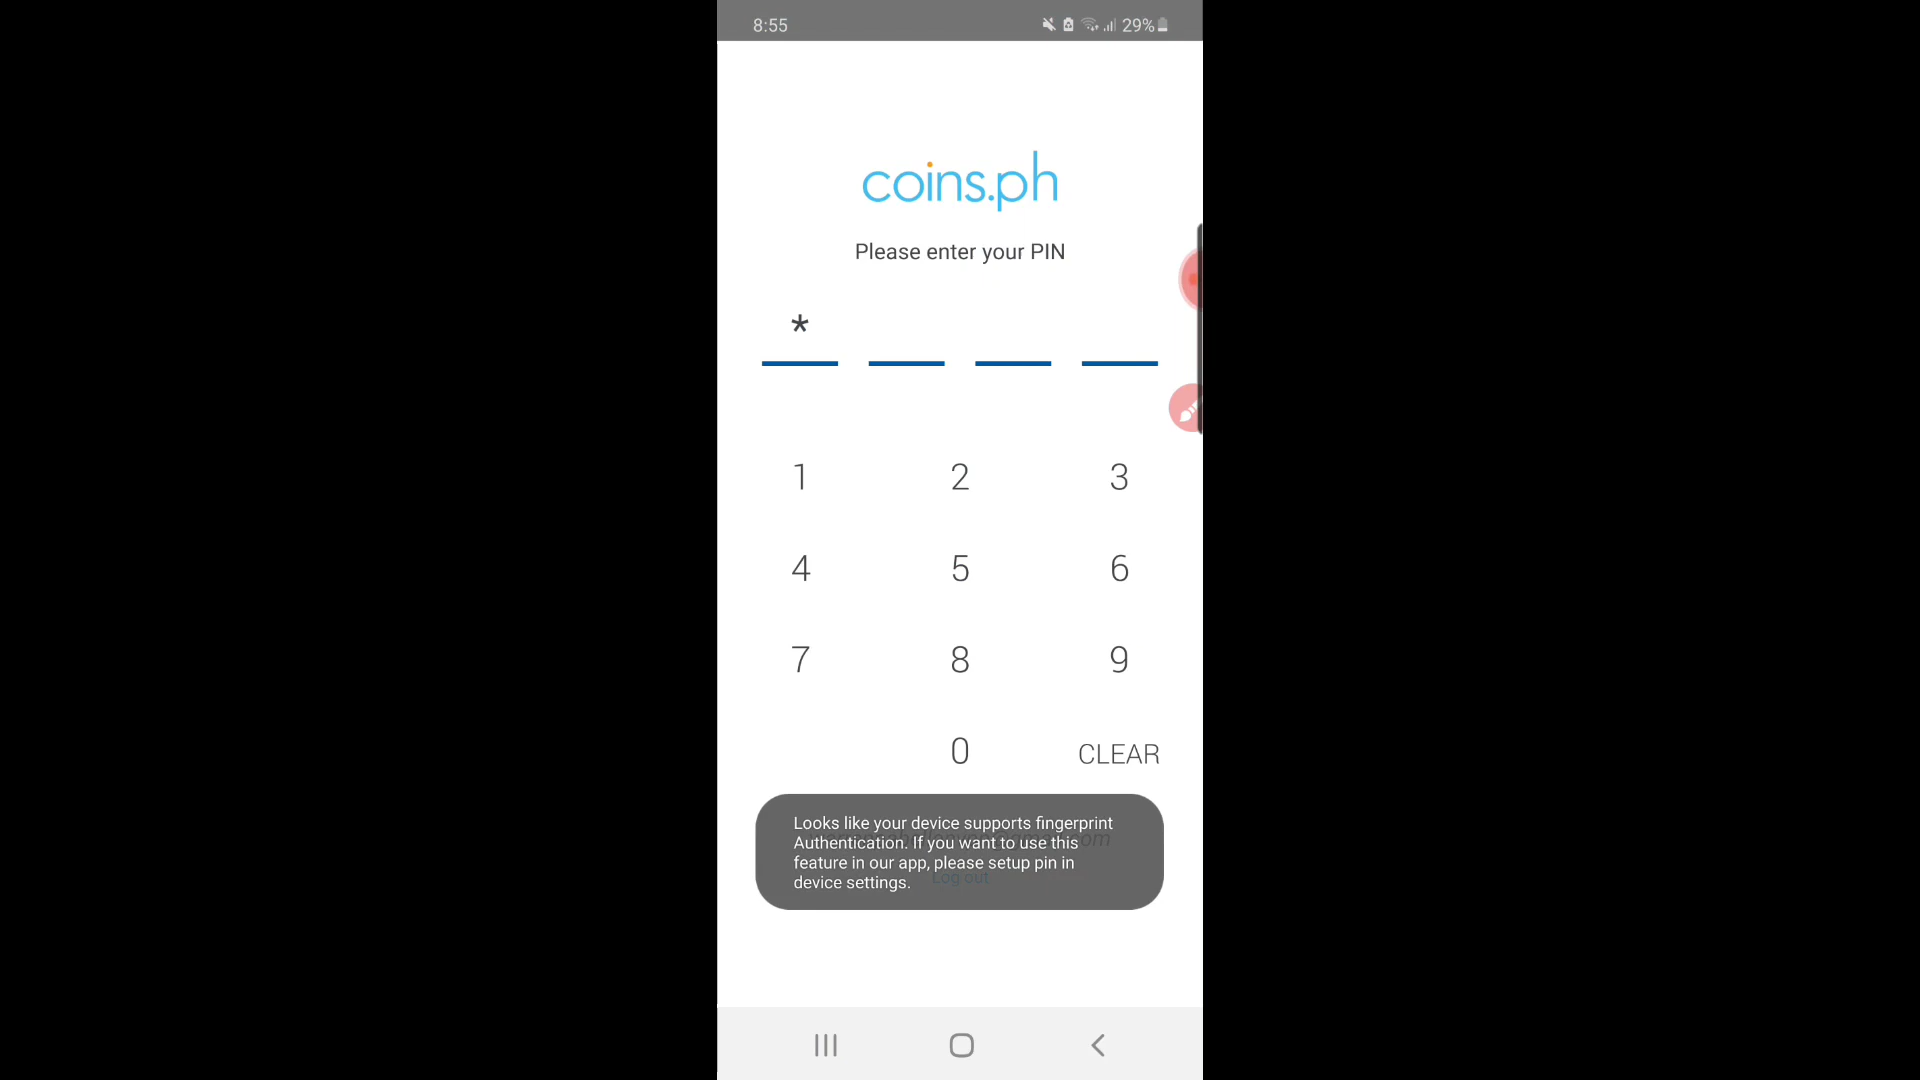 8:55
29%
coins.ph
Please enter your PIN
*
1 2 3
4 5 6
7 8 9
0 CLEAR
Looks like your device supports fingerprint
Authentication. If you want to use this
feature in our app, please setup pin in
device settings.
Log out